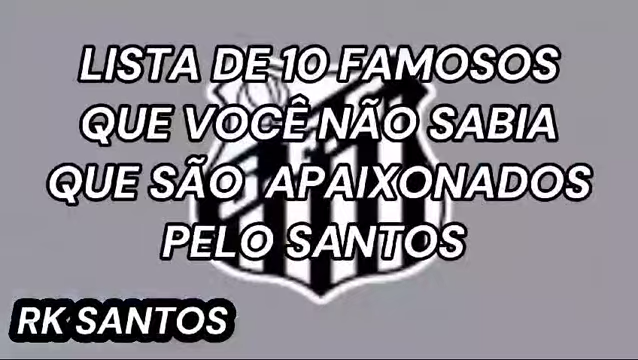 LISTA DE 10 FAMOSOS
QUE VOCÊ NÃO SABIA
QUE SÃO APAIXONADOS
PELO SANTOS
RK SANTOS